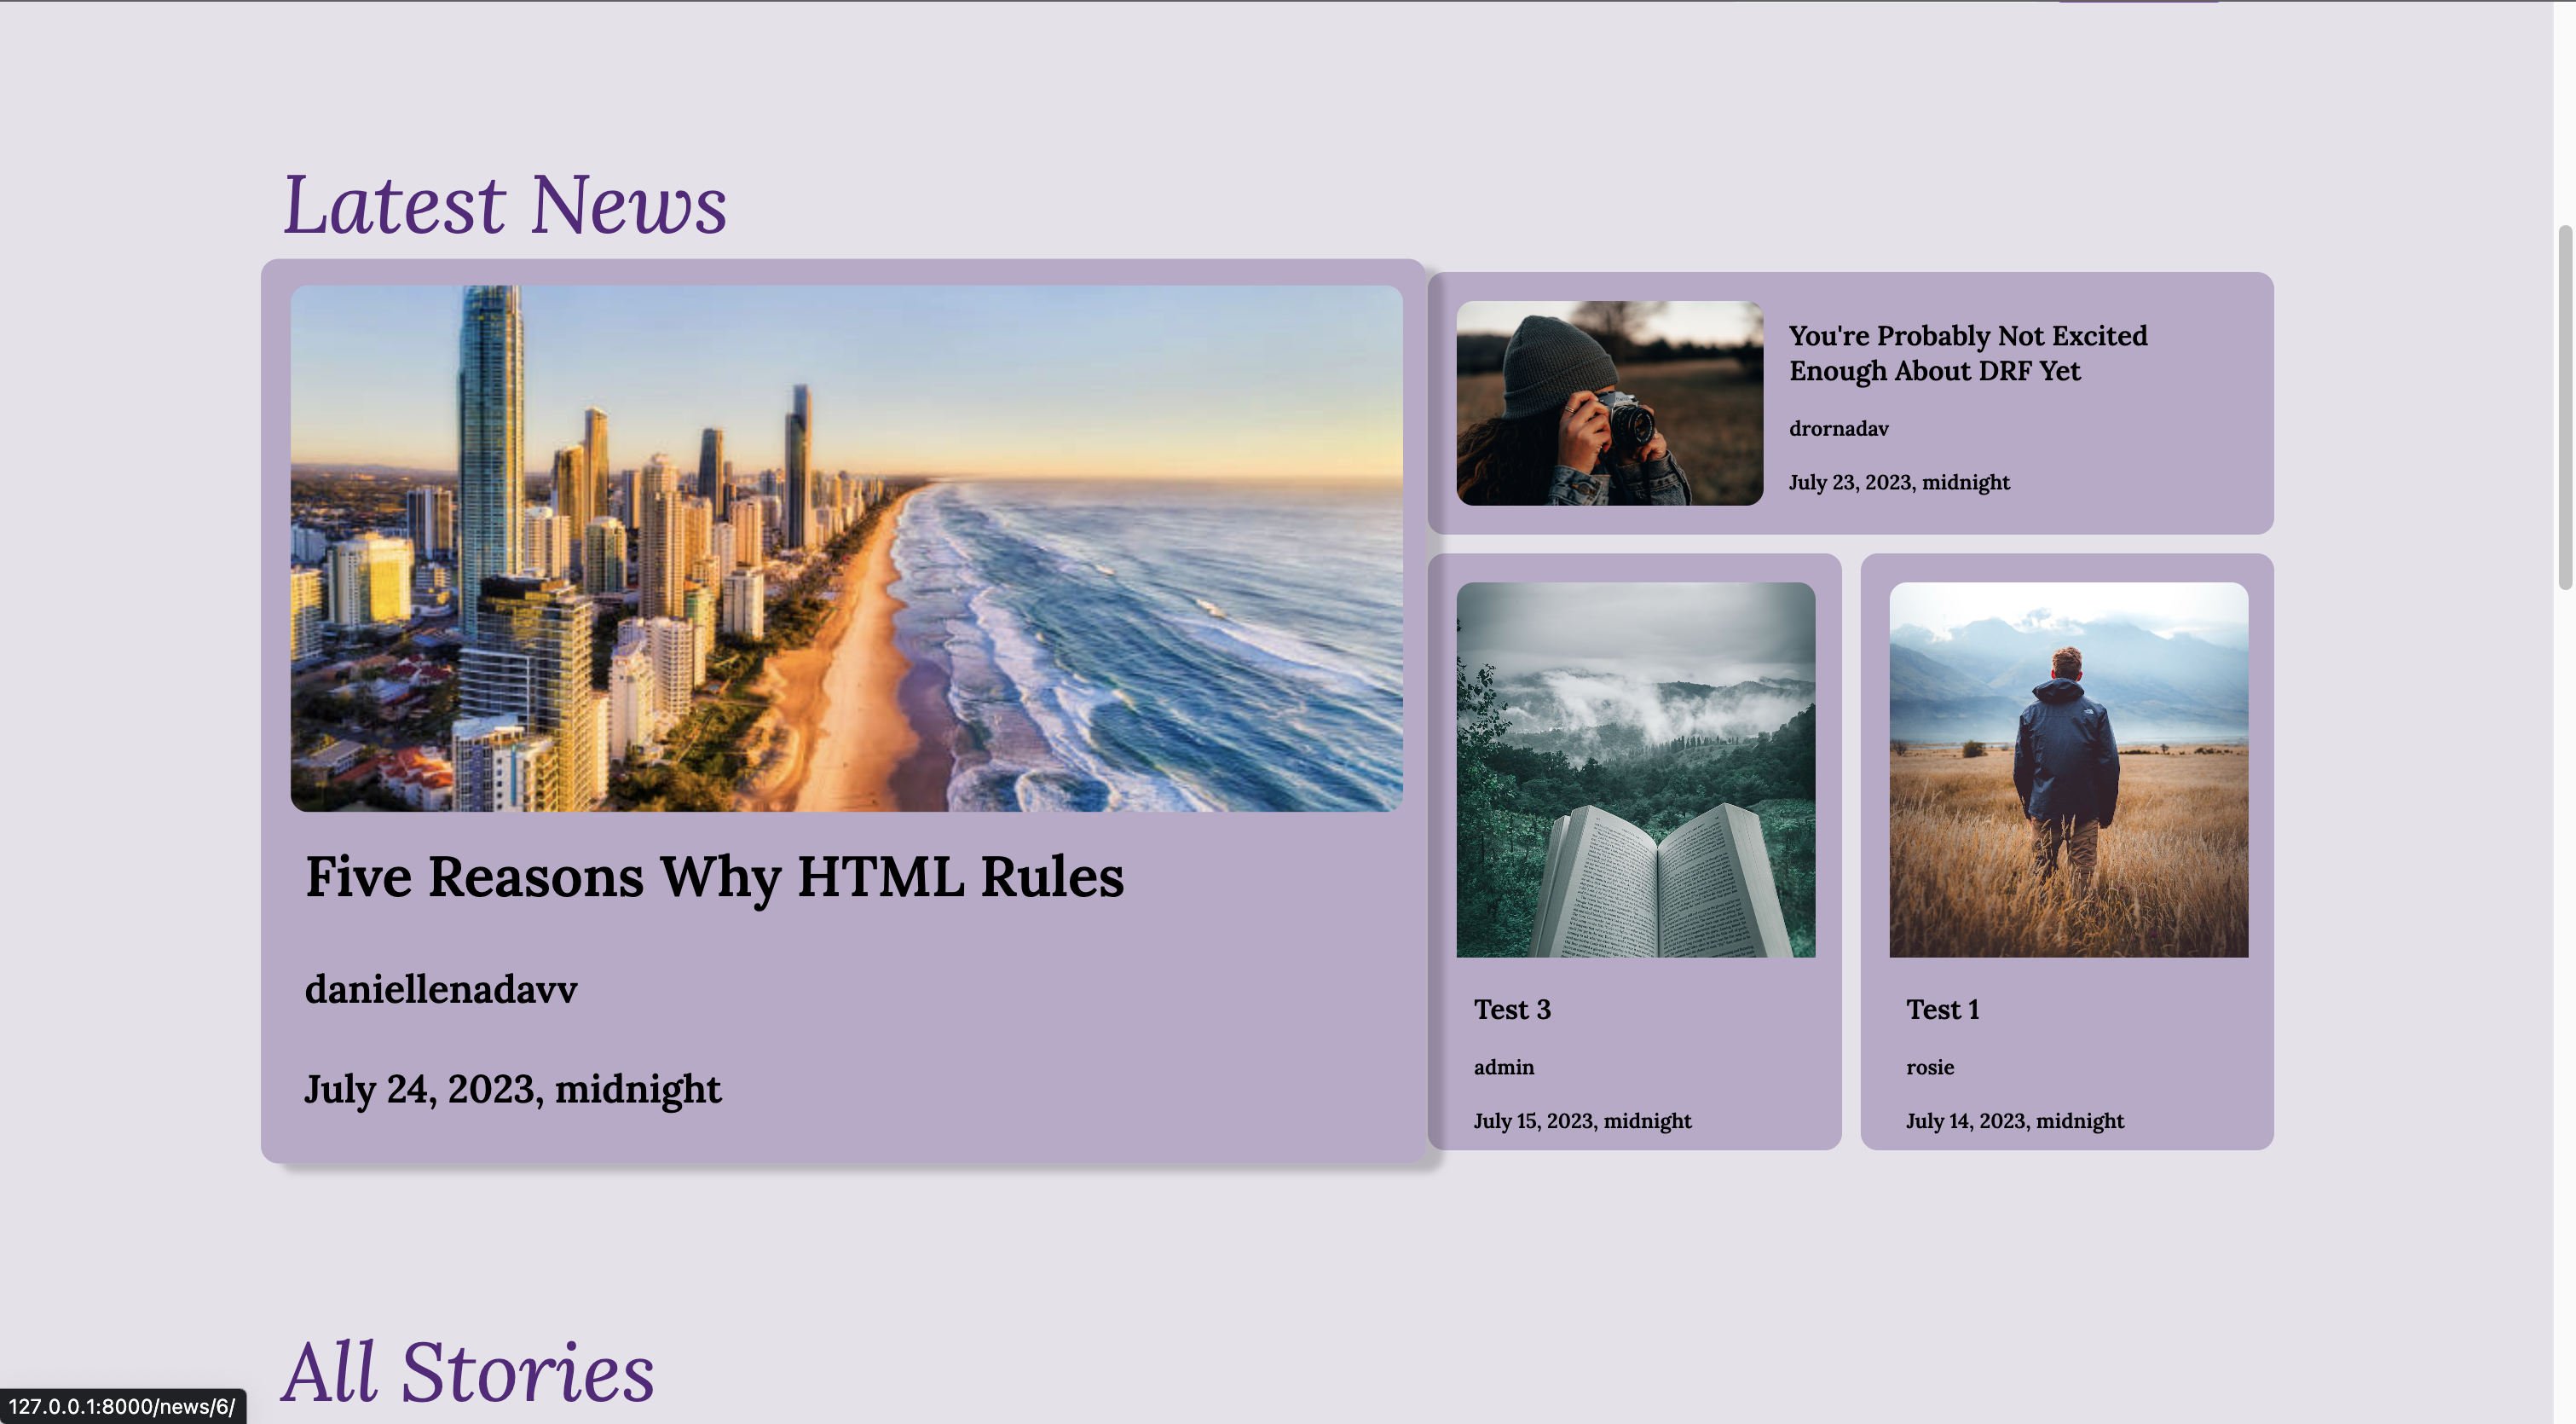 Latest News
Five Reasons Why HTML Rules
daniellenadavv
July 24, 2023, midnight
You're Probably Not Excited
Enough About DRF Yet
drornadav
July 23, 2023, midnight
Test 3
admin
July 15, 2023, midnight
Test 1
rosie
July 14, 2023, midnight
All Stories
127.0.0.1:8000/news/6/